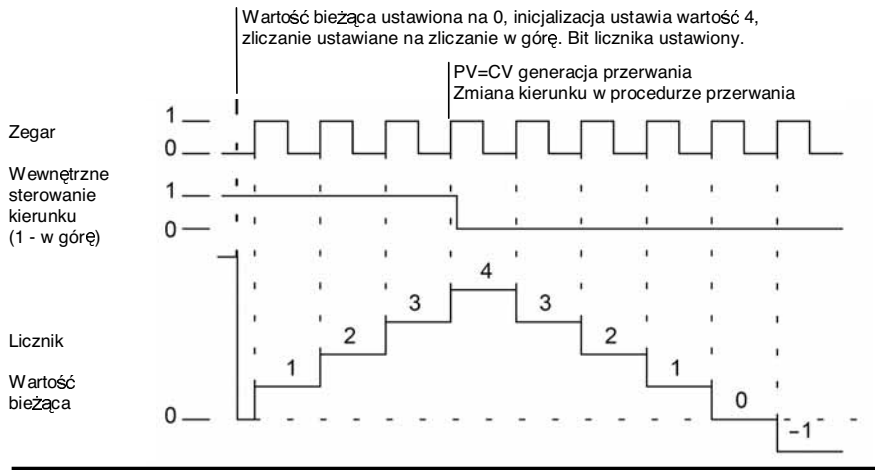 Wartość bieżąca ustawiona na 0, inicjalizacja ustawia wartość 4,
zliczanie ustawiane na zliczanie w górę. Bit licznika ustawiony.
PV=CV generacja przerwania
Zmiana kierunku w procedurze przerwania
Zegar
1
0
Wewnętrzne
sterowanie
kierunku
(1 - w górę)
1
0
4
3
3
2
2
1
1
0
-1
Licznik
Wartość
bieżąca
0